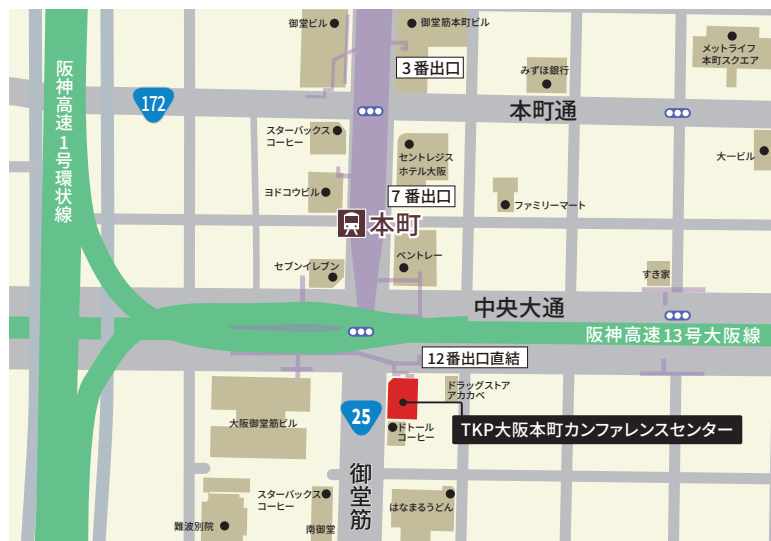 御堂ビル
御堂筋本町ビル
メットライフ
本町スクエア
3番出口
阪神高速1号環状線
みずほ銀行
172
本町通
スターバックス
コーヒー
セントレジス
ホテル大阪
大一ビル
ヨドコウビル
7番出口
ファミリーマート
本町
ベントレー
セブンイレブン
すき家
中央大通
阪神高速13号大阪線
12番出口直結
ドラッグストア
アカカベ
25
大阪御堂筋ビル
ドトール
コーヒー
TKP大阪本町カンファレンスセンター
御堂筋
スターバックス
コーヒー
はなまるうどん
難波別院
南御堂